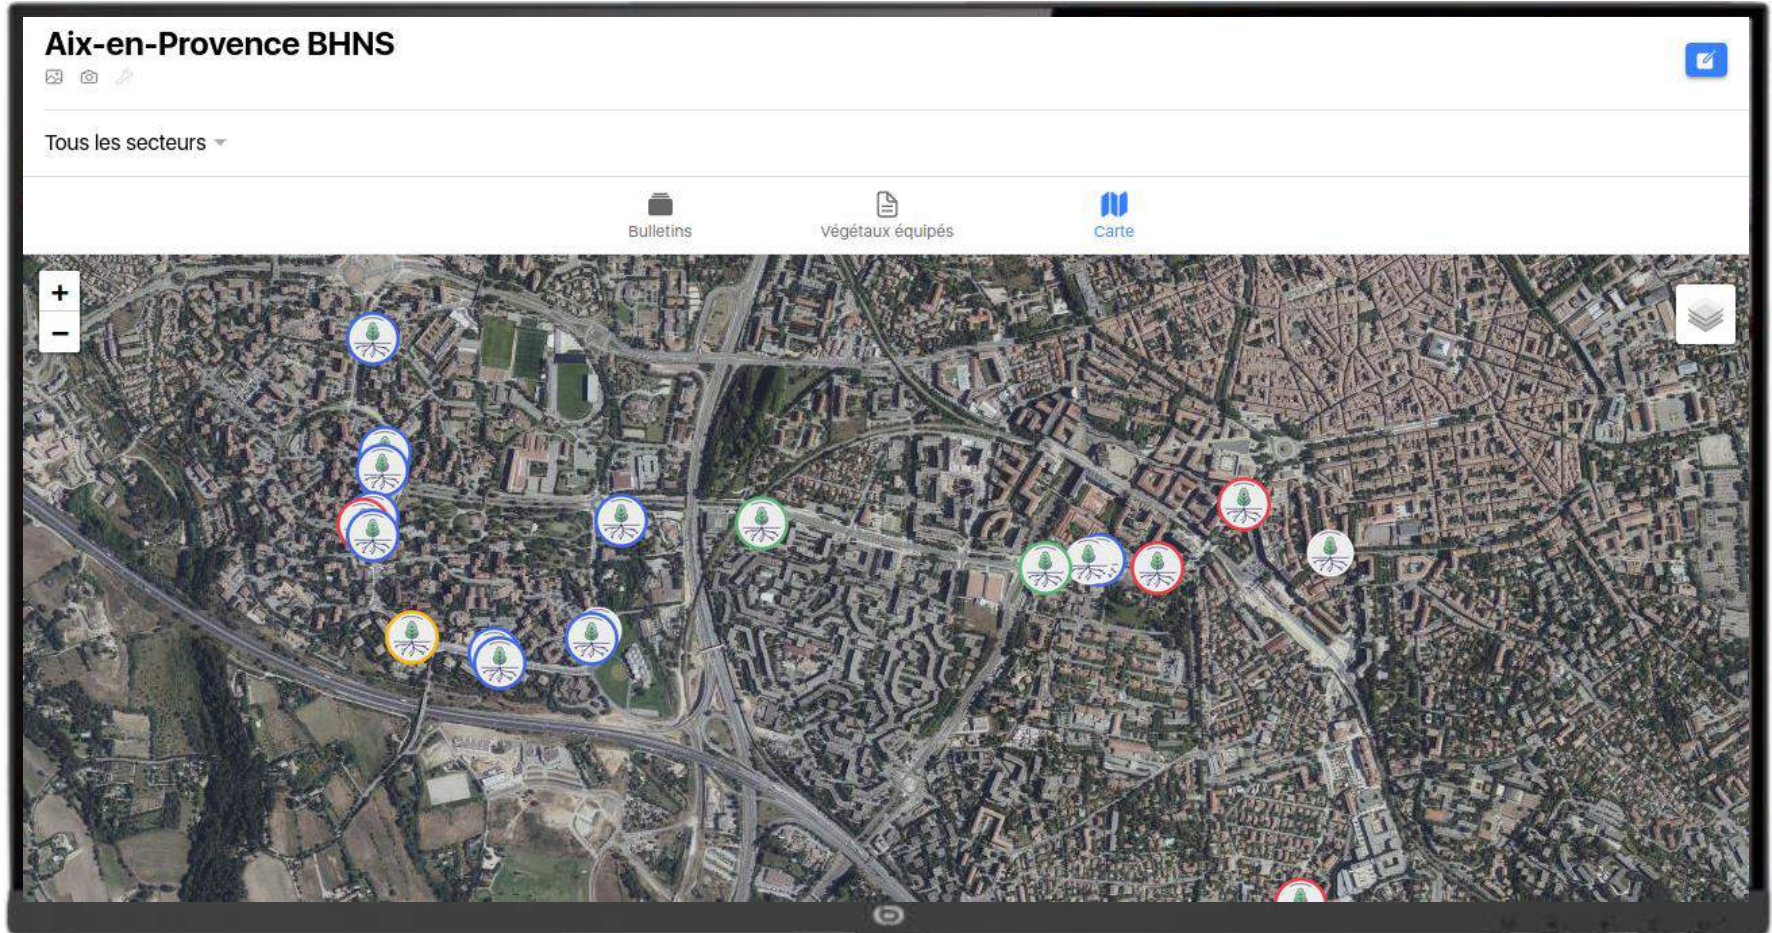 Aix-en-Provence BHNS
Tous les secteurs
Bulletins
Végétaux équipés
Carte
+
−